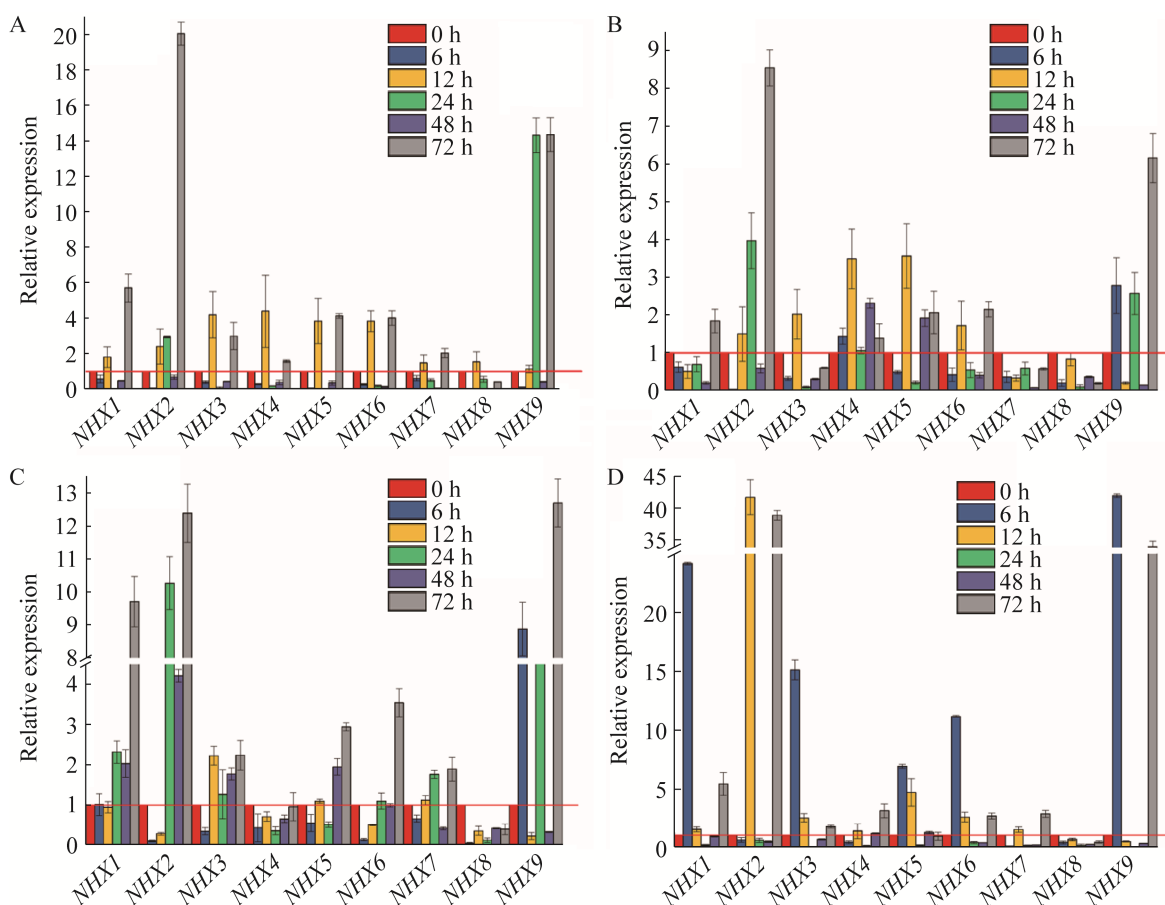 A
Relative expression
20
18
16
14
12
10
8
6
4
2
0
0 h
6 h
12 h
24 h
48 h
72 h
NHX1 NHX2 NHX3 NHX4 NHX5 NHX6 NHX7 NHX8 NHX9
B
Relative expression
9
8
7
6
5
4
3
2
1
0
0 h
6 h
12 h
24 h
48 h
72 h
NHX1 NHX2 NHX3 NHX4 NHX5 NHX6 NHX7 NHX8 NHX9
C
Relative expression
13
12
11
10
9
8
4
3
2
1
0
0 h
6 h
12 h
24 h
48 h
72 h
NHX1 NHX2 NHX3 NHX4 NHX5 NHX6 NHX7 NHX8 NHX9
D
Relative expression
45
40
35
20
15
10
5
0
0 h
6 h
12 h
24 h
48 h
72 h
NHX1 NHX2 NHX3 NHX4 NHX5 NHX6 NHX7 NHX8 NHX9